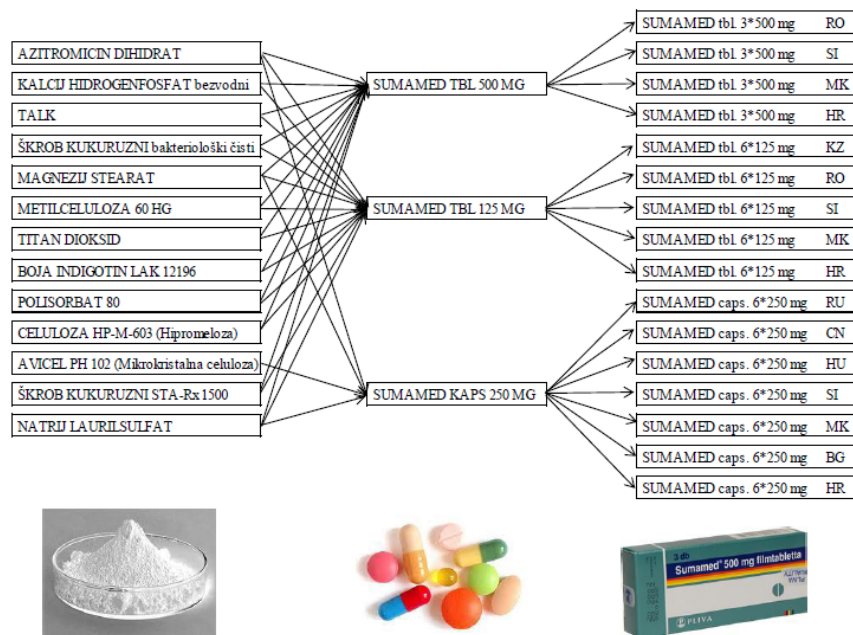 AZITROMICIN DIHIDRAT
KALCIJ HIDROGENFOSFAT bezvodni
TALK
ŠKROB KUKURUZNI bakteriološki čisti
MAGNEZIJ STEARAT
METILCELULOZA 60 HG
TITAN DIOKSID
BOJA INDIGOTIN LAK 12196
POLISORBAT 80
CELULOZA HP-M-603 (Hipromeloza)
AVICEL PH 102 (Mikrokristalna celuloza)
ŠKROB KUKURUZNI STA-Rx 1500
NATRIJ LAURILSULFAT
SUMAMED TBL 500 MG
SUMAMED TBL 125 MG
SUMAMED KAPS 250 MG
SUMAMED tbl. 3*500 mg RO
SUMAMED tbl. 3*500 mg SI
SUMAMED tbl. 3*500 mg MK
SUMAMED tbl. 3*500 mg HR
SUMAMED tbl. 6*125 mg KZ
SUMAMED tbl. 6*125 mg RO
SUMAMED tbl. 6*125 mg SI
SUMAMED tbl. 6*125 mg MK
SUMAMED tbl. 6*125 mg HR
SUMAMED caps. 6*250 mg RU
SUMAMED caps. 6*250 mg CN
SUMAMED caps. 6*250 mg HU
SUMAMED caps. 6*250 mg SI
SUMAMED caps. 6*250 mg MK
SUMAMED caps. 6*250 mg BG
SUMAMED caps. 6*250 mg HR
3 db
Sumamed® 500 mg filmtabletta
PLIVA